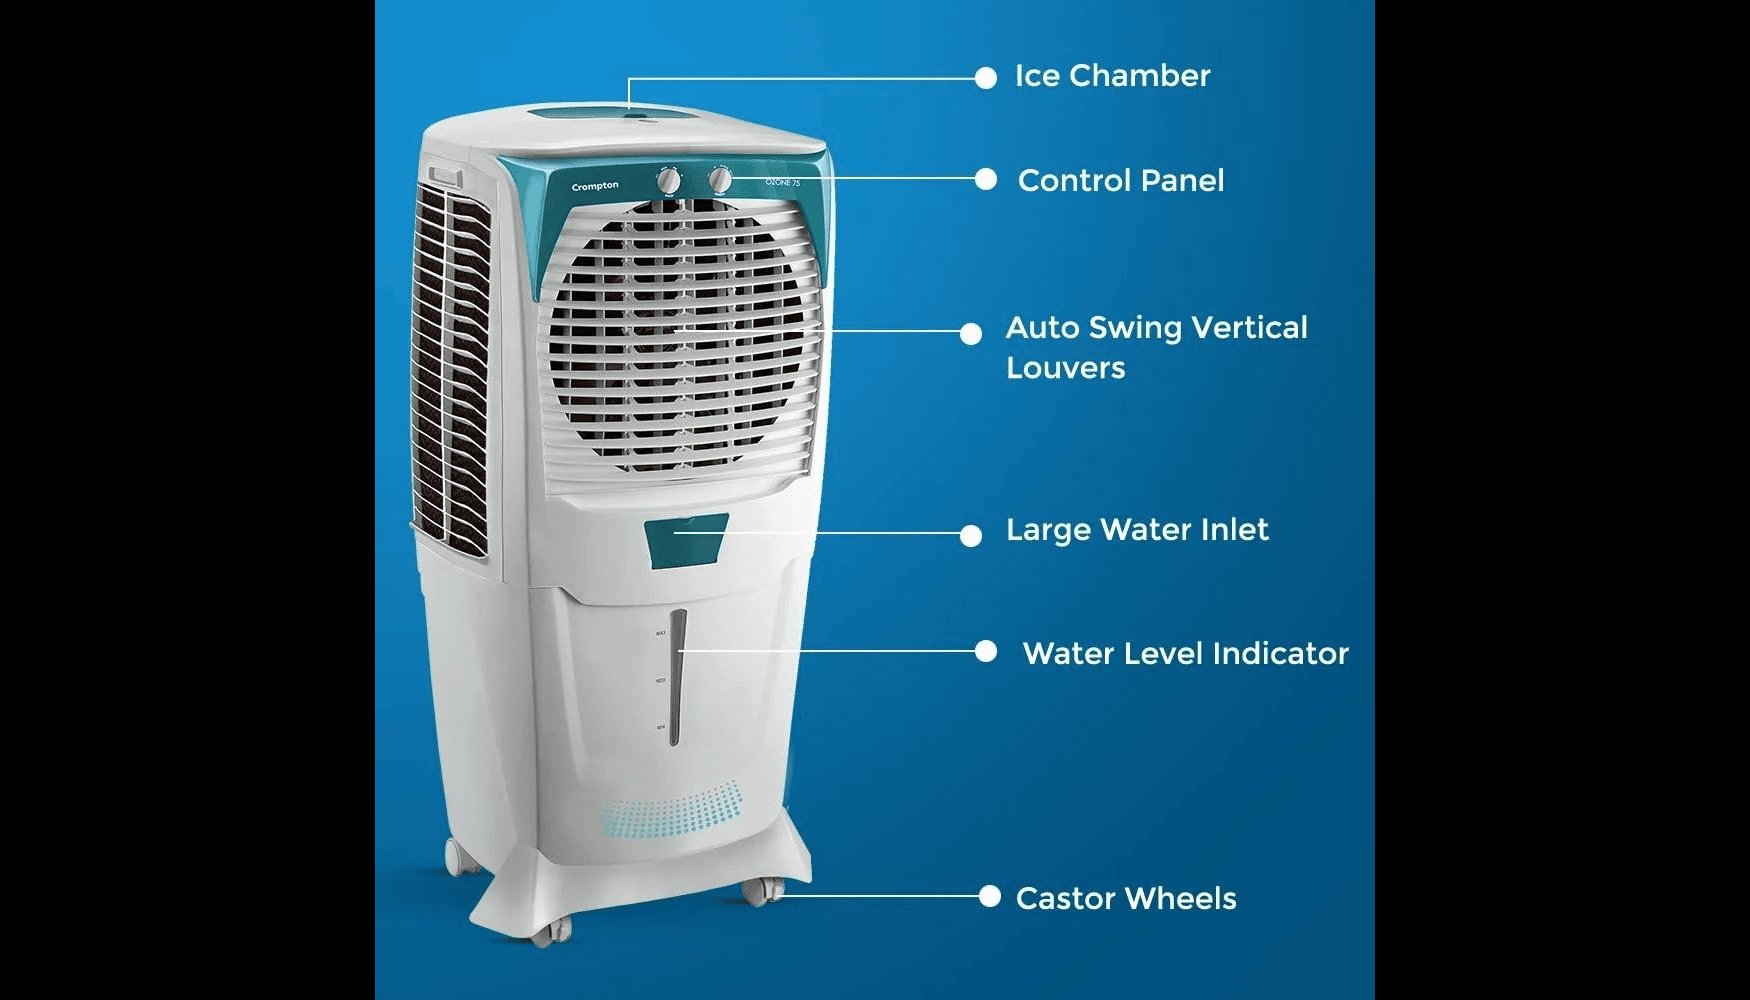 Ice Chamber
Crompton
OZONE 75
Control Panel
Auto Swing Vertical
Louvers
Large Water Inlet
MAX
MED
MIN
Water Level Indicator
Castor Wheels